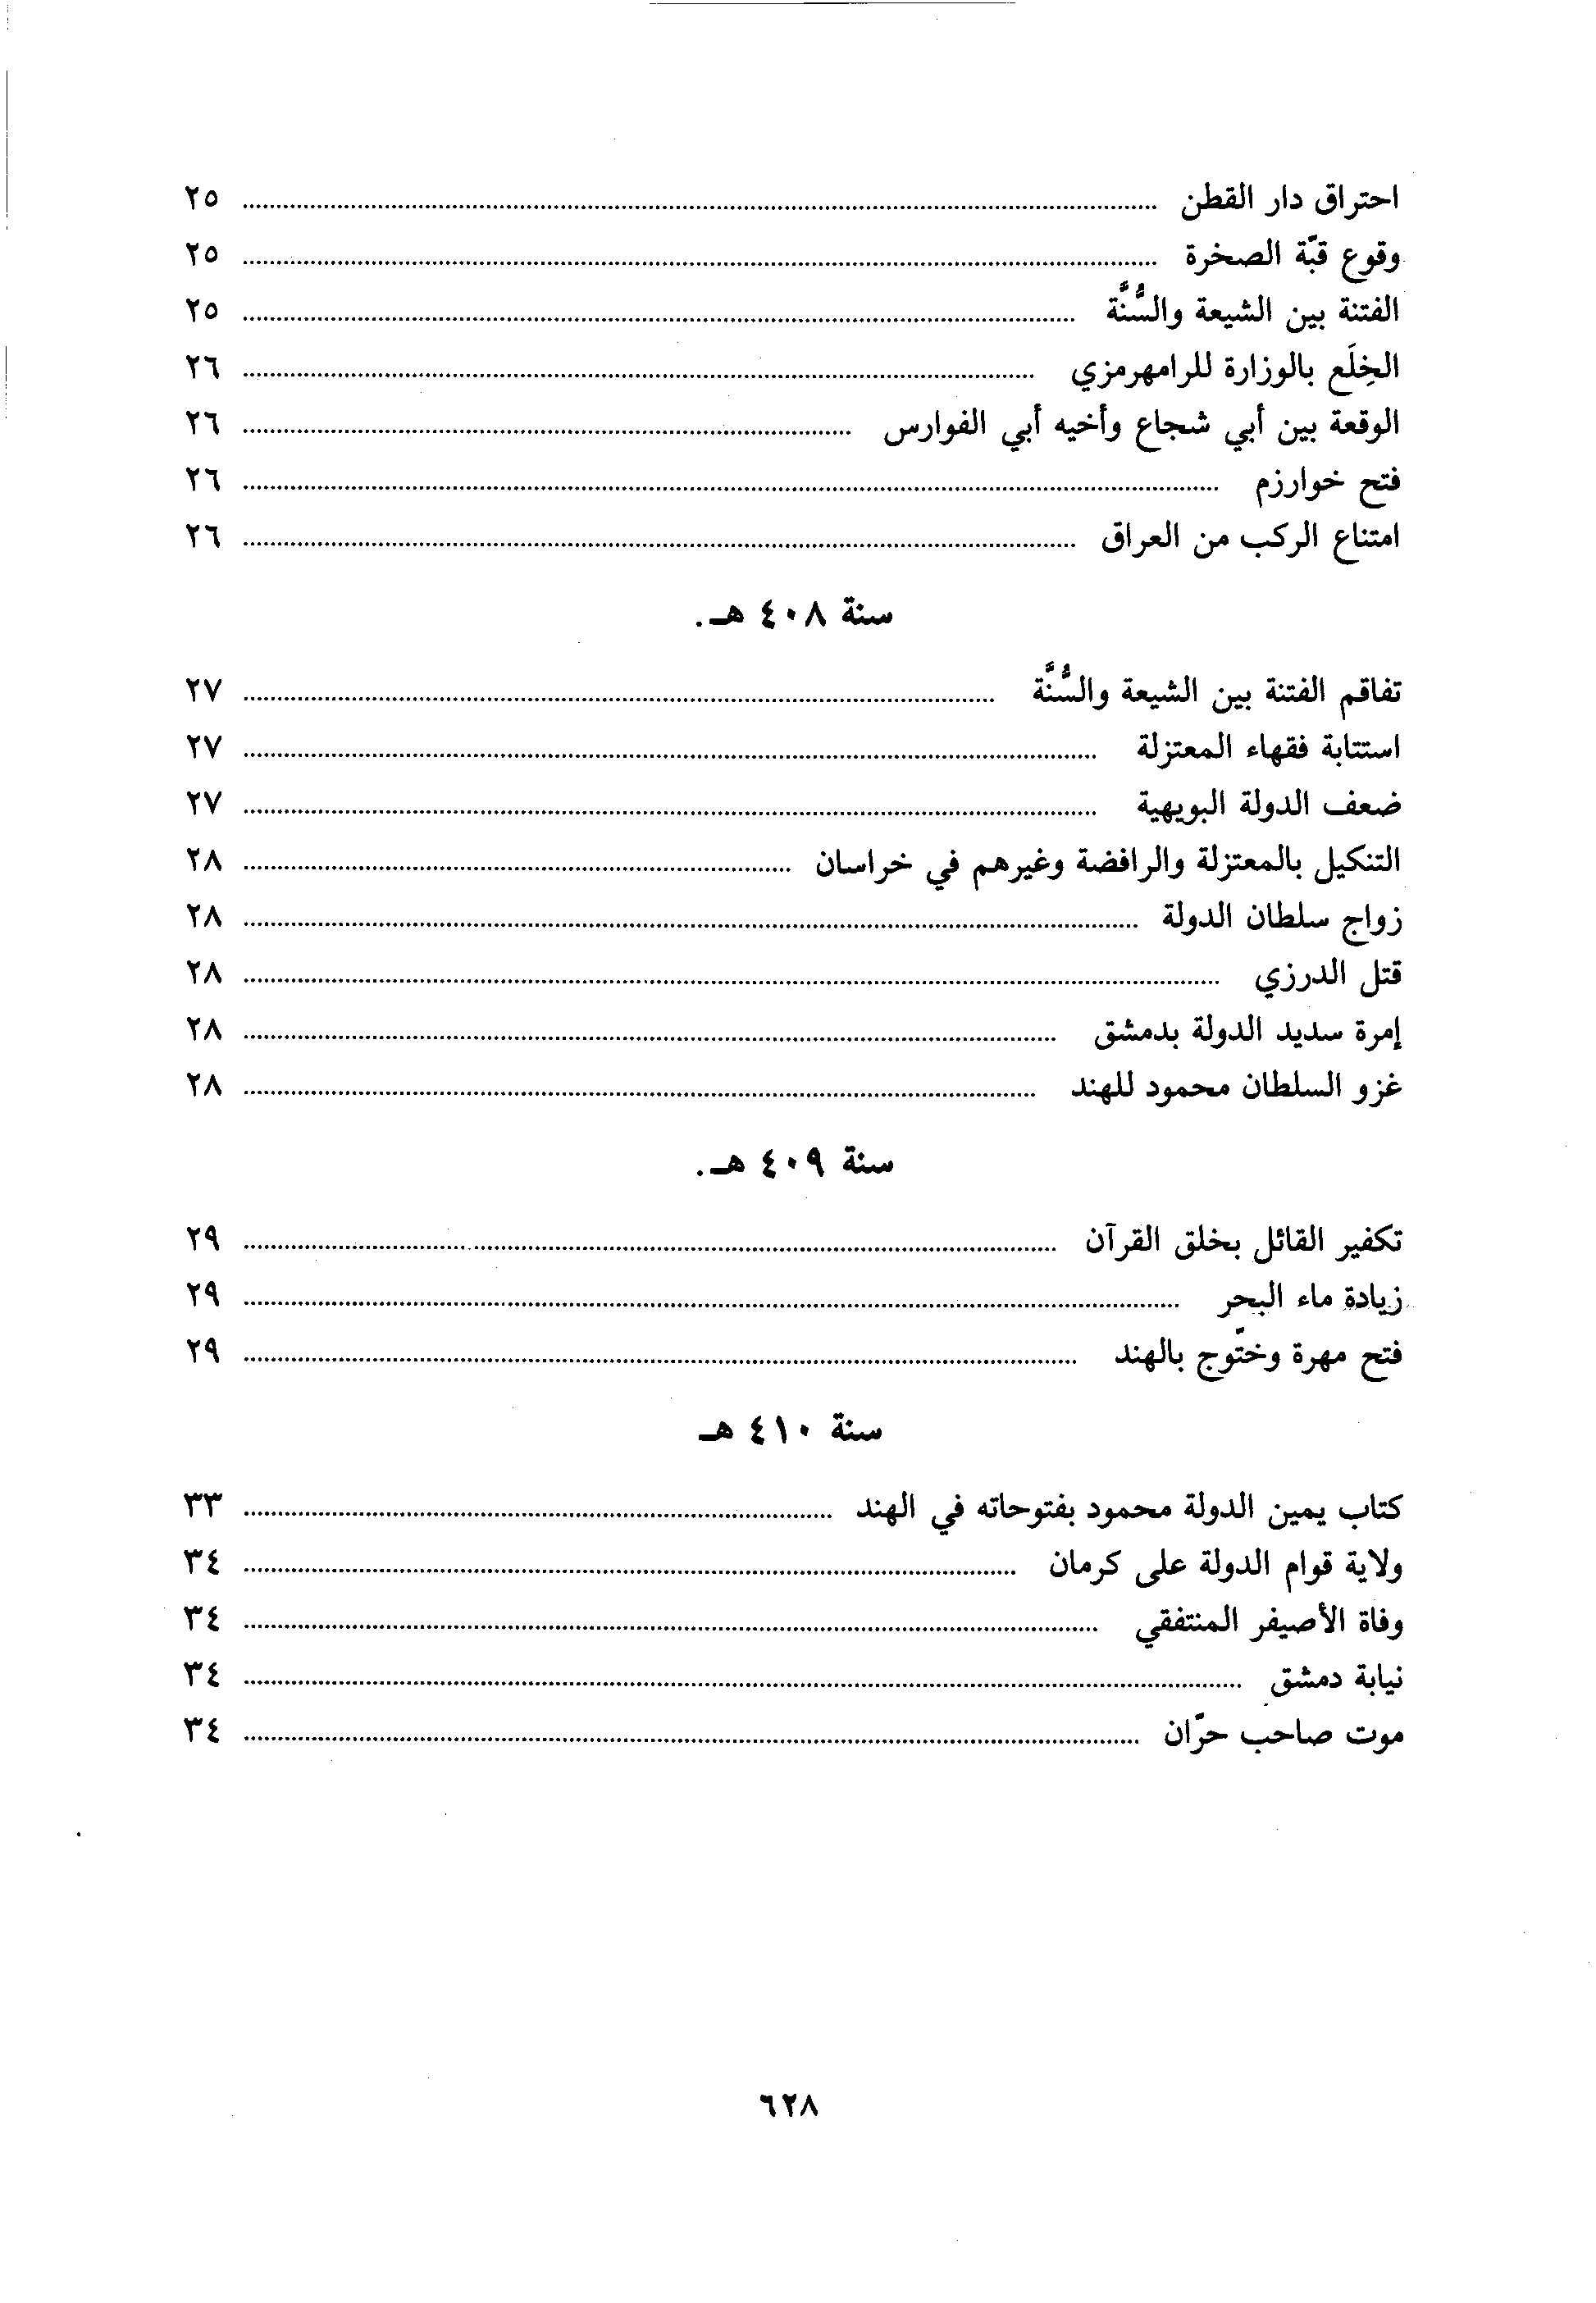 احتراق دار القطن ........ ٢٥
وقوع قبّة الصخرة ........ ٢٥
الفتنة بين الشيعة والسُّنَّة ........ ٢٥
الخِلَع بالوزارة للرامهرمزي ........ ٢٦
الوقعة بين أبي شجاع وأخيه أبي الفوارس ........ ٢٦
فتح خوارزم ........ ٢٦
امتناع الركب من العراق ........ ٢٦
سنة ٤٠٨ هـ.
تفاقم الفتنة بين الشيعة والسُّنَّة ........ ٢٧
استتابة فقهاء المعتزلة ........ ٢٧
ضعف الدولة البويهية ........ ٢٧
التنكيل بالمعتزلة والرافضة وغيرهم في خراسان ........ ٢٨
زواج سلطان الدولة ........ ٢٨
قتل الدرزي ........ ٢٨
إمرة سديد الدولة بدمشق ........ ٢٨
غزو السلطان محمود للهند ........ ٢٨
سنة ٤٠٩ هـ.
تكفير القائل بخلق القرآن ........ ٢٩
زيادة ماء البحر ........ ٢٩
فتح مهرة وختّوج بالهند ........ ٢٩
سنة ٤١٠ هـ
كتاب يمين الدولة محمود بفتوحاته في الهند ........ ٣٣
ولاية قوام الدولة على كرمان ........ ٣٤
وفاة الأصيفر المنتفقي ........ ٣٤
نيابة دمشق ........ ٣٤
موت صاحب حرّان ........ ٣٤
٦٢٨